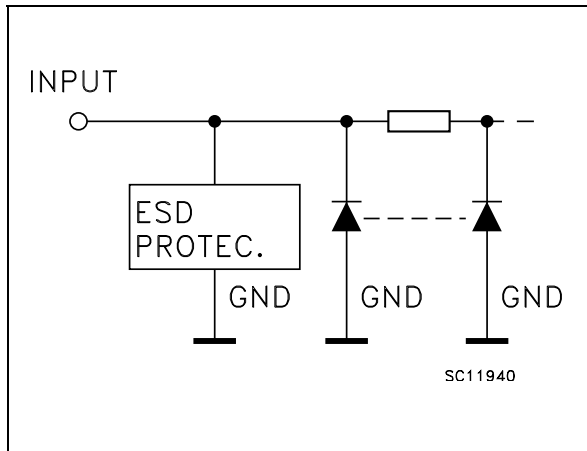 INPUT
ESD
PROTEC.
GND
GND
GND
SC11940